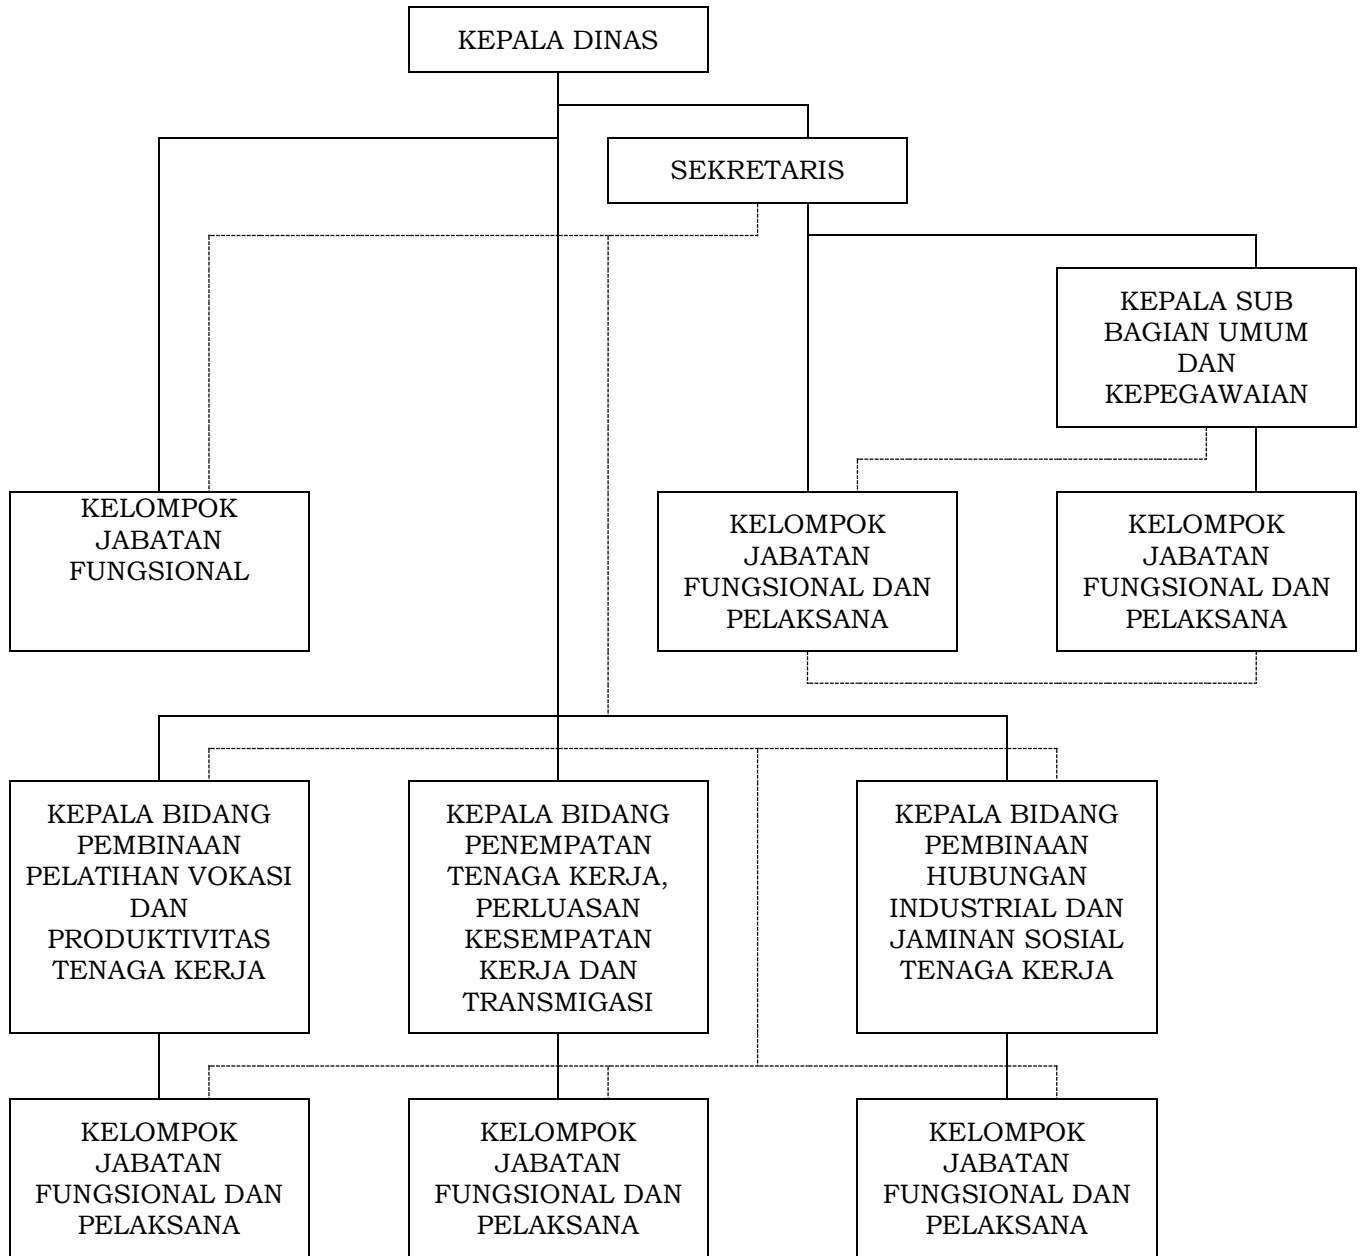 KEPALA DINAS
SEKRETARIS
KEPALA SUB
BAGIAN UMUM
DAN
KEPEGAWAIAN
KELOMPOK
JABATAN
FUNGSIONAL
KELOMPOK
JABATAN
FUNGSIONAL DAN
PELAKSANA
KELOMPOK
JABATAN
FUNGSIONAL DAN
PELAKSANA
KEPALA BIDANG
PEMBINAAN
PELATIHAN VOKASI
DAN
PRODUKTIVITAS
TENAGA KERJA
KEPALA BIDANG
PENEMPATAN
TENAGA KERJA,
PERLUASAN
KESEMPATAN
KERJA DAN
TRANSMIGASI
KEPALA BIDANG
PEMBINAAN
HUBUNGAN
INDUSTRIAL DAN
JAMINAN SOSIAL
TENAGA KERJA
KELOMPOK
JABATAN
FUNGSIONAL DAN
PELAKSANA
KELOMPOK
JABATAN
FUNGSIONAL DAN
PELAKSANA
KELOMPOK
JABATAN
FUNGSIONAL DAN
PELAKSANA